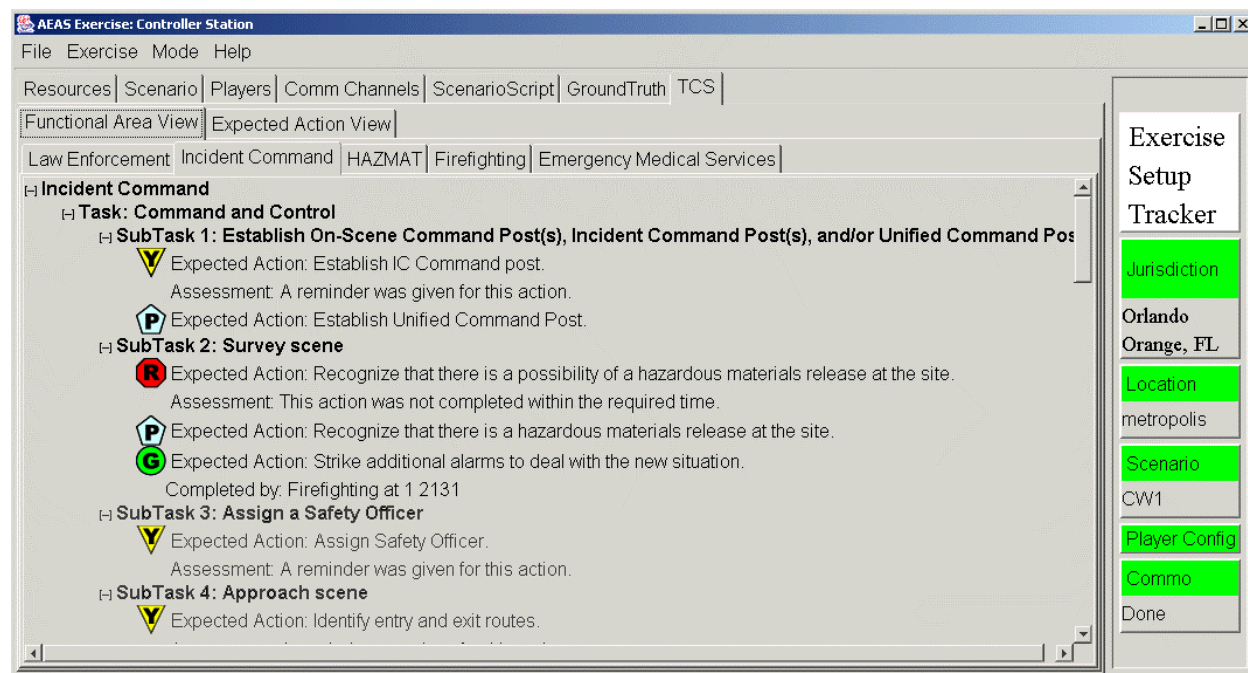 AEAS Exercise: Controller Station
File Exercise Mode Help
Resources Scenario Players Comm Channels ScenarioScript GroundTruth TCS
Functional Area View Expected Action View
Law Enforcement Incident Command HAZMAT Firefighting Emergency Medical Services
Incident Command
Task: Command and Control
SubTask 1: Establish On-Scene Command Post(s), Incident Command Post(s), and/or Unified Command Pos
Y Expected Action: Establish IC Command post.
Assessment: A reminder was given for this action.
P Expected Action: Establish Unified Command Post.
SubTask 2: Survey scene
R Expected Action: Recognize that there is a possibility of a hazardous materials release at the site.
Assessment: This action was not completed within the required time.
P Expected Action: Recognize that there is a hazardous materials release at the site.
G Expected Action: Strike additional alarms to deal with the new situation.
Completed by: Firefighting at 1 2131
SubTask 3: Assign a Safety Officer
Y Expected Action: Assign Safety Officer.
Assessment: A reminder was given for this action.
SubTask 4: Approach scene
Y Expected Action: Identify entry and exit routes.
Exercise
Setup
Tracker
Jurisdiction
Orlando
Orange, FL
Location
metropolis
Scenario
CW1
Player Config
Commo
Done